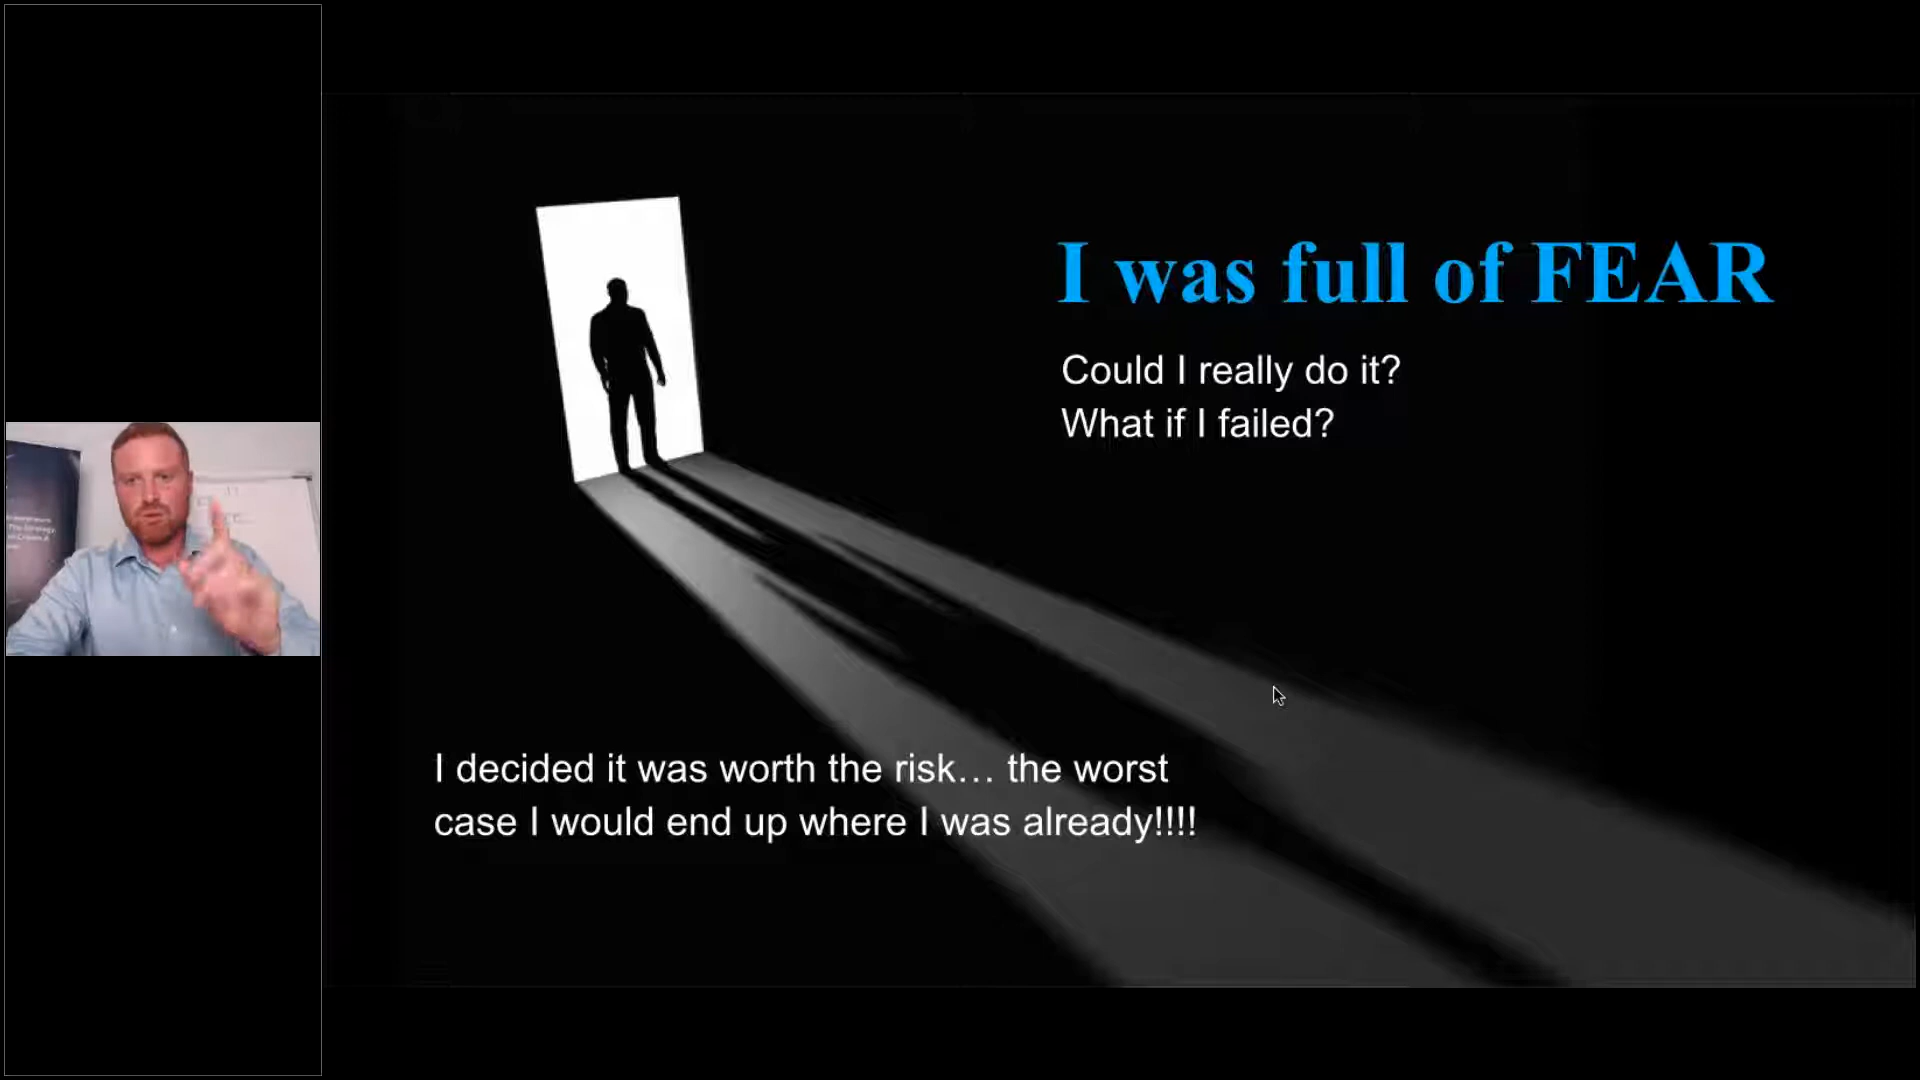 I was full of FEAR
Could I really do it?
What if I failed?
I decided it was worth the risk… the worst
case I would end up where I was already!!!!